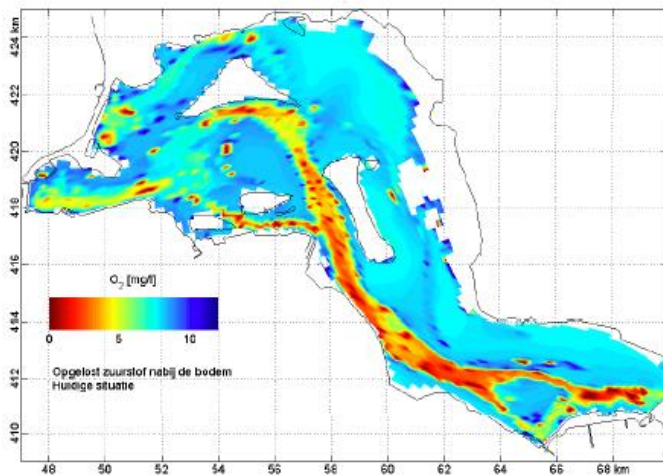 424 km
422
420
418
416
414
412
410
O2 [mg/l]
0 5 10
Opgelost zuurstof nabij de bodem
Huidige situatie
48 50 52 54 56 58 60 62 64 66 68 km